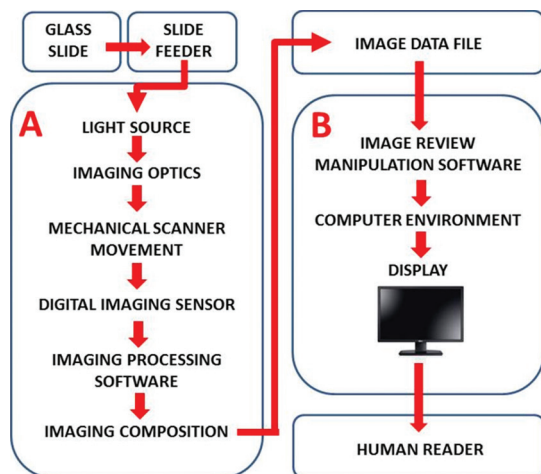 GLASS
SLIDE
SLIDE
FEEDER
A
LIGHT SOURCE
IMAGING OPTICS
MECHANICAL SCANNER
MOVEMENT
DIGITAL IMAGING SENSOR
IMAGING PROCESSING
SOFTWARE
IMAGING COMPOSITION
IMAGE DATA FILE
B
IMAGE REVIEW
MANIPULATION SOFTWARE
COMPUTER ENVIRONMENT
DISPLAY
HUMAN READER